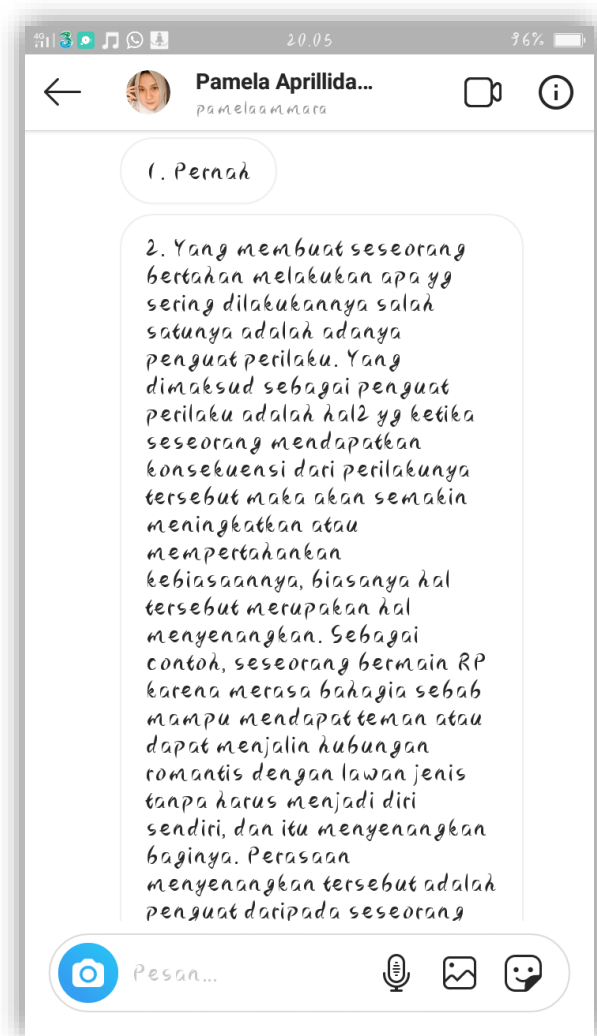 4G 20.05 96%
Pamela Aprillida...
pamelaammara
1. Pernah
2. Yang membuat seseorang
bertahan melakukan apa yg
sering dilakukannya salah
satunya adalah adanya
penguat perilaku. Yang
dimaksud sebagai penguat
perilaku adalah hal2 yg ketika
seseorang mendapatkan
konsekuensi dari perilakunya
tersebut maka akan semakin
meningkatkan atau
mempertahankan
kebiasaannya, biasanya hal
tersebut merupakan hal
menyenangkan. Sebagai
contoh, seseorang bermain RP
karena merasa bahagia sebab
mampu mendapat teman atau
dapat menjalin hubungan
romantis dengan lawan jenis
tanpa harus menjadi diri
sendiri, dan itu menyenangkan
baginya. Perasaan
menyenangkan tersebut adalah
penguat daripada seseorang
Pesan...